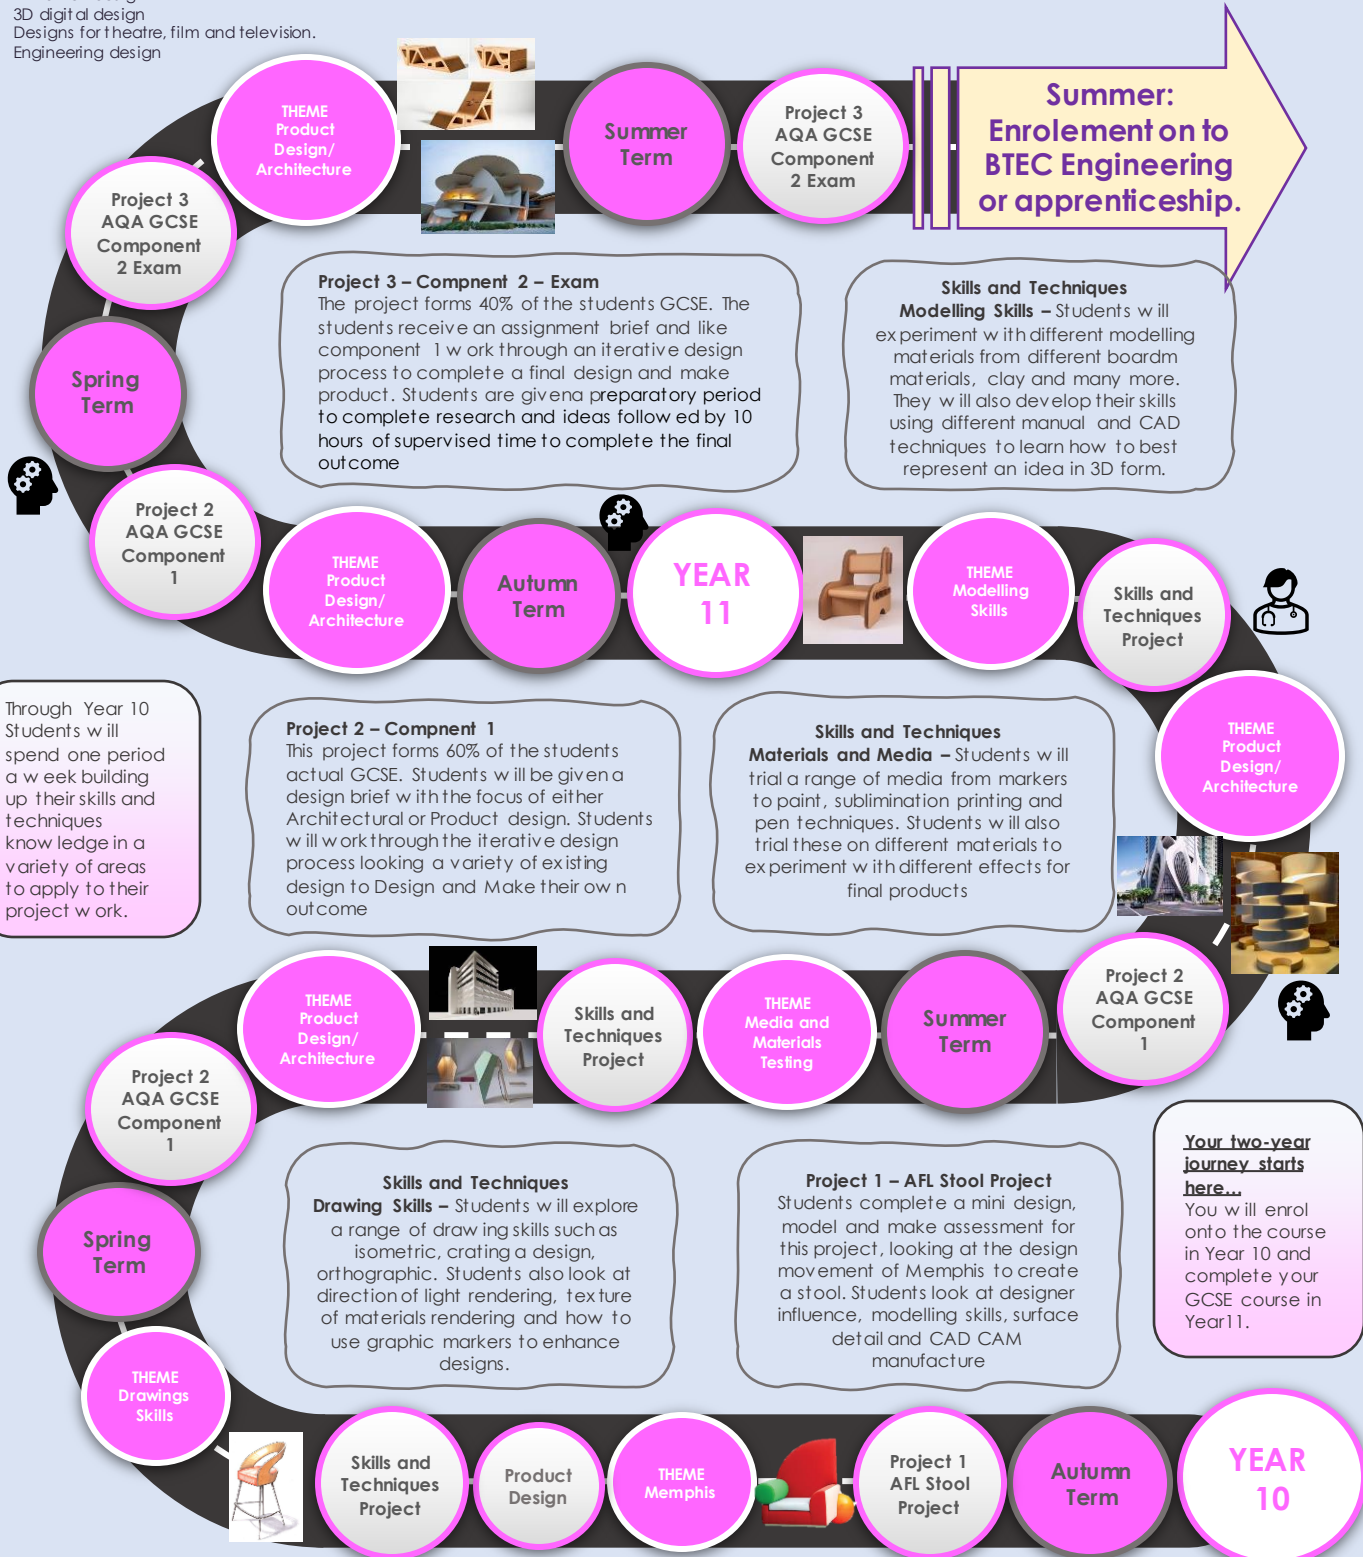 3D digital design
Designs for theatre, film and television.
Engineering design
THEME
Product
Design/
Architecture
Summer
Term
Project 3
AQA GCSE
Component
2 Exam
Summer:
Enrolement on to
BTEC Engineering
or apprenticeship.
Project 3
AQA GCSE
Component
2 Exam
Project 3 – Compnent 2 – Exam
The project forms 40% of the students GCSE. The
students receive an assignment brief and like
component 1 work through an iterative design
process to complete a final design and make
product. Students are givena preparatory period
to complete research and ideas followed by 10
hours of supervised time to complete the final
outcome
Skills and Techniques
Modelling Skills – Students will
experiment with different modelling
materials from different boardm
materials, clay and many more.
They will also develop their skills
using different manual and CAD
techniques to learn how to best
represent an idea in 3D form.
Spring
Term
Project 2
AQA GCSE
Component
1
THEME
Product
Design/
Architecture
Autumn
Term
YEAR
11
THEME
Modelling
Skills
Skills and
Techniques
Project
THEME
Product
Design/
Architecture
Through Year 10
Students will
spend one period
a week building
up their skills and
techniques
knowledge in a
variety of areas
to apply to their
project work.
Project 2 – Compnent 1
This project forms 60% of the students
actual GCSE. Students will be given a
design brief with the focus of either
Architectural or Product design. Students
will work through the iterative design
process looking a variety of existing
design to Design and Make their own
outcome
Skills and Techniques
Materials and Media – Students will
trial a range of media from markers
to paint, sublimination printing and
pen techniques. Students will also
trial these on different materials to
experiment with different effects for
final products
THEME
Product
Design/
Architecture
Skills and
Techniques
Project
THEME
Media and
Materials
Testing
Summer
Term
Project 2
AQA GCSE
Component
1
Project 2
AQA GCSE
Component
1
Spring
Term
Skills and Techniques
Drawing Skills – Students will explore
a range of drawing skills such as
isometric, crating a design,
orthographic. Students also look at
direction of light rendering, texture
of materials rendering and how to
use graphic markers to enhance
designs.
Project 1 – AFL Stool Project
Students complete a mini design,
model and make assessment for
this project, looking at the design
movement of Memphis to create
a stool. Students look at designer
influence, modelling skills, surface
detail and CAD CAM
manufacture
Your two-year
journey starts
here…
You will enrol
onto the course
in Year 10 and
complete your
GCSE course in
Year11.
THEME
Drawings
Skills
Skills and
Techniques
Project
Product
Design
THEME
Memphis
Project 1
AFL Stool
Project
Autumn
Term
YEAR
10